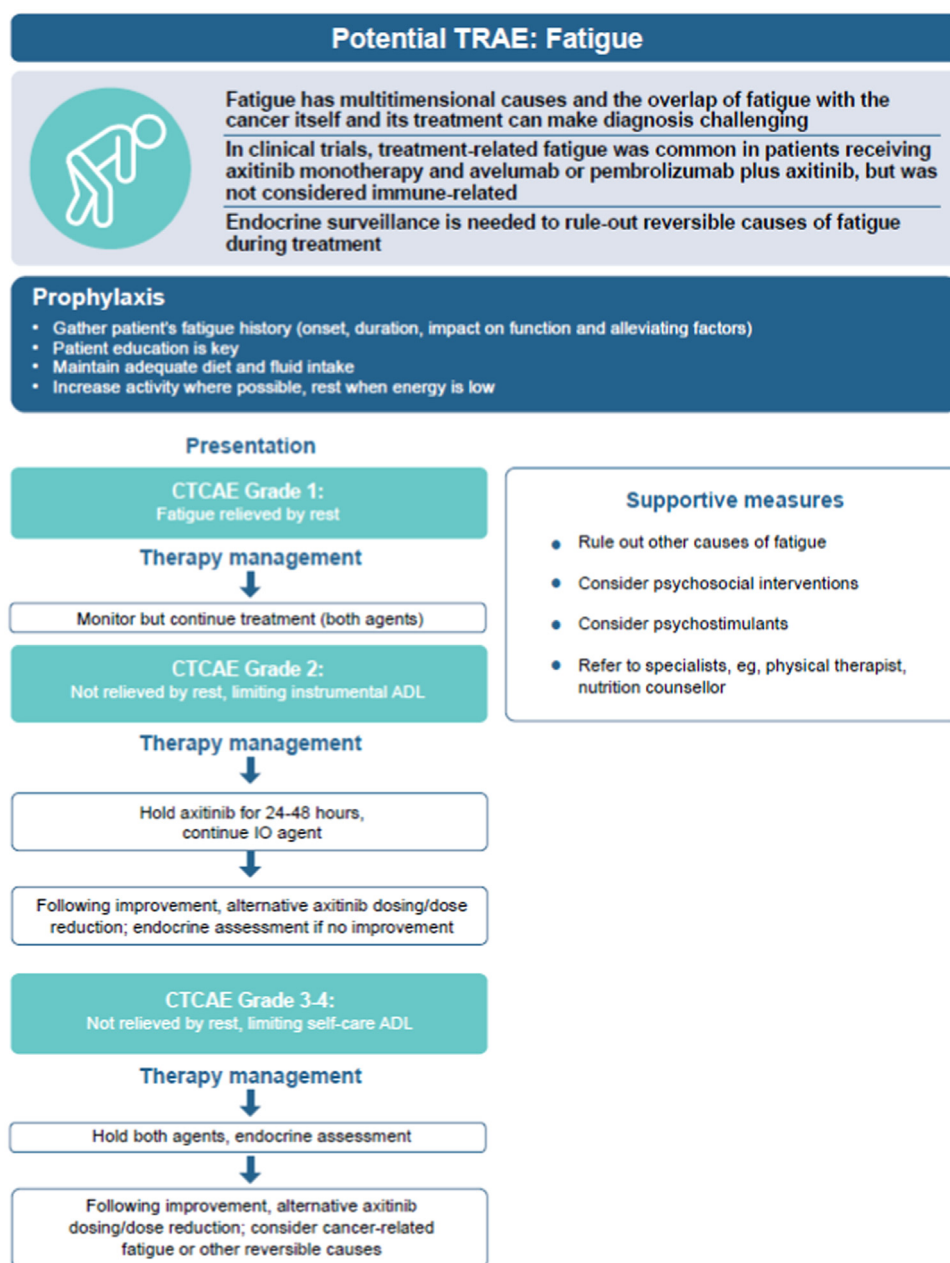 Potential TRAE: Fatigue
Fatigue has multitimensional causes and the overlap of fatigue with the
cancer itself and its treatment can make diagnosis challenging
In clinical trials, treatment-related fatigue was common in patients receiving
axitinib monotherapy and avelumab or pembrolizumab plus axitinib, but was
not considered immune-related
Endocrine surveillance is needed to rule-out reversible causes of fatigue
during treatment
Prophylaxis
• Gather patient's fatigue history (onset, duration, impact on function and alleviating factors)
• Patient education is key
• Maintain adequate diet and fluid intake
• Increase activity where possible, rest when energy is low
Presentation
CTCAE Grade 1:
Fatigue relieved by rest
Therapy management
Monitor but continue treatment (both agents)
CTCAE Grade 2:
Not relieved by rest, limiting instrumental ADL
Therapy management
Hold axitinib for 24-48 hours,
continue IO agent
Following improvement, alternative axitinib dosing/dose
reduction; endocrine assessment if no improvement
CTCAE Grade 3-4:
Not relieved by rest, limiting self-care ADL
Therapy management
Hold both agents, endocrine assessment
Following improvement, alternative axitinib
dosing/dose reduction; consider cancer-related
fatigue or other reversible causes
Supportive measures
• Rule out other causes of fatigue
• Consider psychosocial interventions
• Consider psychostimulants
• Refer to specialists, eg, physical therapist,
nutrition counsellor